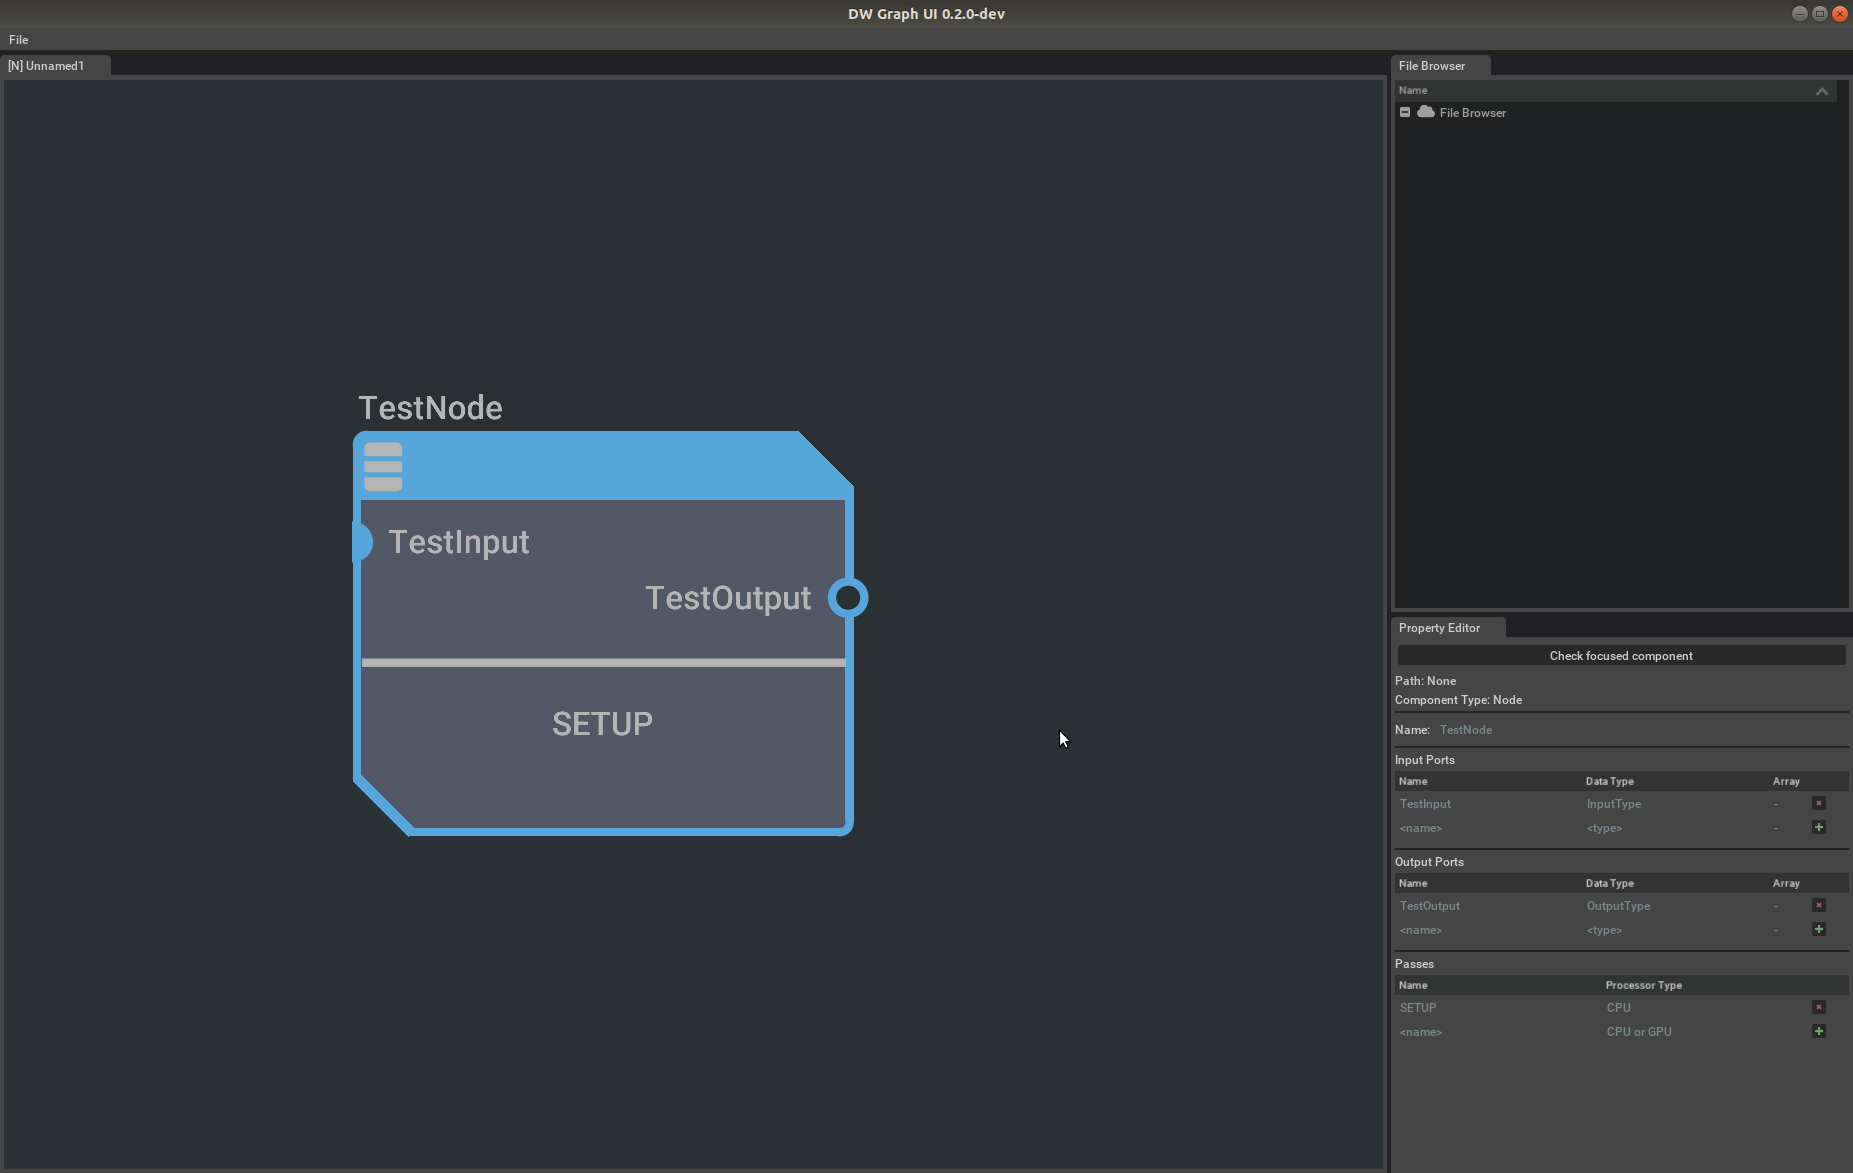 DW Graph UI 0.2.0-dev
File
[N] Unnamed1
TestNode
TestInput
TestOutput
SETUP
File Browser
Name
File Browser
Property Editor
Check focused component
Path: None
Component Type: Node
Name: TestNode
Input Ports
Name Data Type Array
TestInput InputType -
<name> <type> -
Output Ports
Name Data Type Array
TestOutput OutputType -
<name> <type> -
Passes
Name Processor Type
SETUP CPU
<name> CPU or GPU